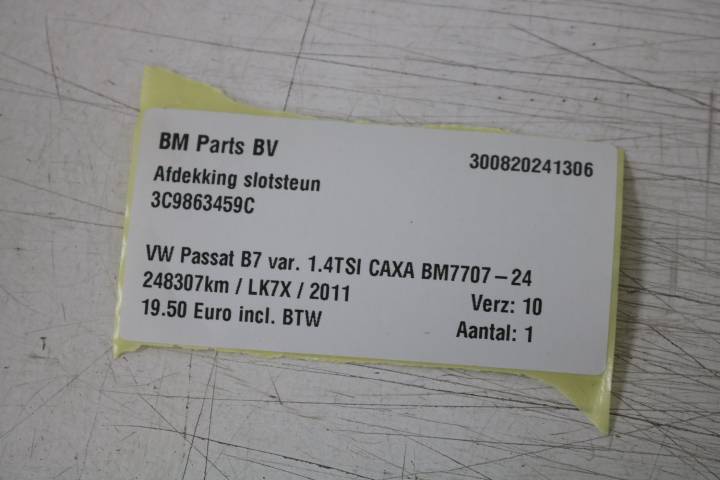 BM Parts BV 300820241306
Afdekking slotsteun
3C9863459C
VW Passat B7 var. 1.4TSI CAXA BM7707-24
248307km / LK7X / 2011 Verz: 10
19.50 Euro incl. BTW Aantal: 1